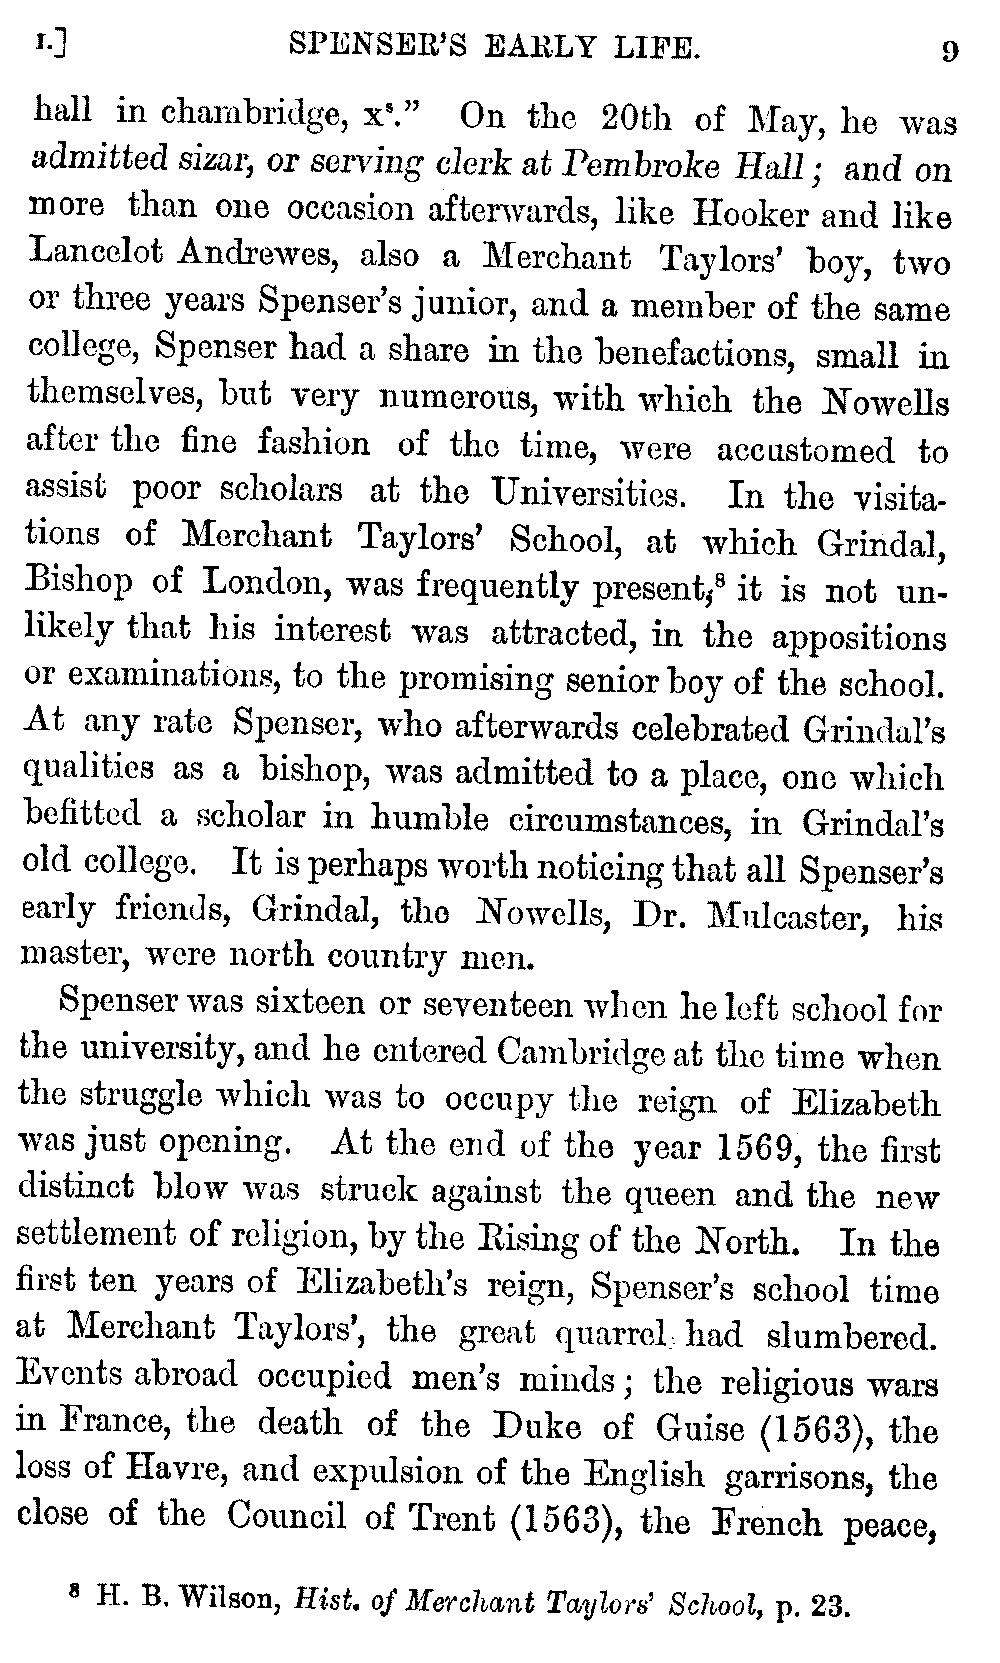 I.] SPENSER'S EARLY LIFE. 9
hall in chambridge, xˢ." On the 20th of May, he was
admitted sizar, or serving clerk at Pembroke Hall; and on
more than one occasion afterwards, like Hooker and like
Lancelot Andrewes, also a Merchant Taylors' boy, two
or three years Spenser's junior, and a member of the same
college, Spenser had a share in the benefactions, small in
themselves, but very numerous, with which the Nowells
after the fine fashion of the time, were accustomed to
assist poor scholars at the Universities. In the visita-
tions of Merchant Taylors' School, at which Grindal,
Bishop of London, was frequently present,⁸ it is not un-
likely that his interest was attracted, in the appositions
or examinations, to the promising senior boy of the school.
At any rate Spenser, who afterwards celebrated Grindal's
qualities as a bishop, was admitted to a place, one which
befitted a scholar in humble circumstances, in Grindal's
old college. It is perhaps worth noticing that all Spenser's
early friends, Grindal, the Nowells, Dr. Mulcaster, his
master, were north country men.
Spenser was sixteen or seventeen when he left school for
the university, and he entered Cambridge at the time when
the struggle which was to occupy the reign of Elizabeth
was just opening. At the end of the year 1569, the first
distinct blow was struck against the queen and the new
settlement of religion, by the Rising of the North. In the
first ten years of Elizabeth's reign, Spenser's school time
at Merchant Taylors', the great quarrel had slumbered.
Events abroad occupied men's minds; the religious wars
in France, the death of the Duke of Guise (1563), the
loss of Havre, and expulsion of the English garrisons, the
close of the Council of Trent (1563), the French peace,
⁸ H. B. Wilson, Hist. of Merchant Taylors' School, p. 23.